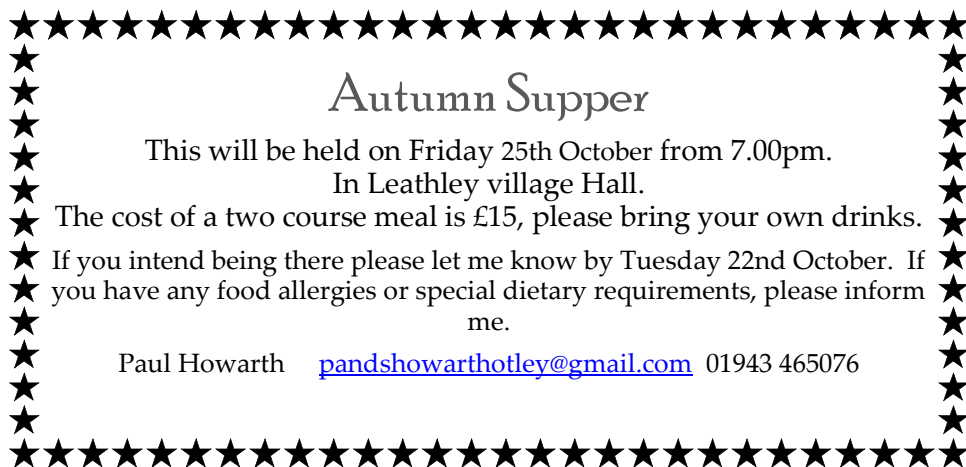 Autumn Supper
This will be held on Friday 25th October from 7.00pm.
In Leathley village Hall.
The cost of a two course meal is £15, please bring your own drinks.
If you intend being there please let me know by Tuesday 22nd October.  If
you have any food allergies or special dietary requirements, please inform
me.
Paul Howarth pandshowarthotley@gmail.com 01943 465076